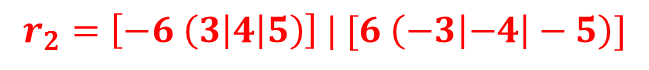 r₂ = [−6 (3|4|5)] | [6 (−3|−4| − 5)]